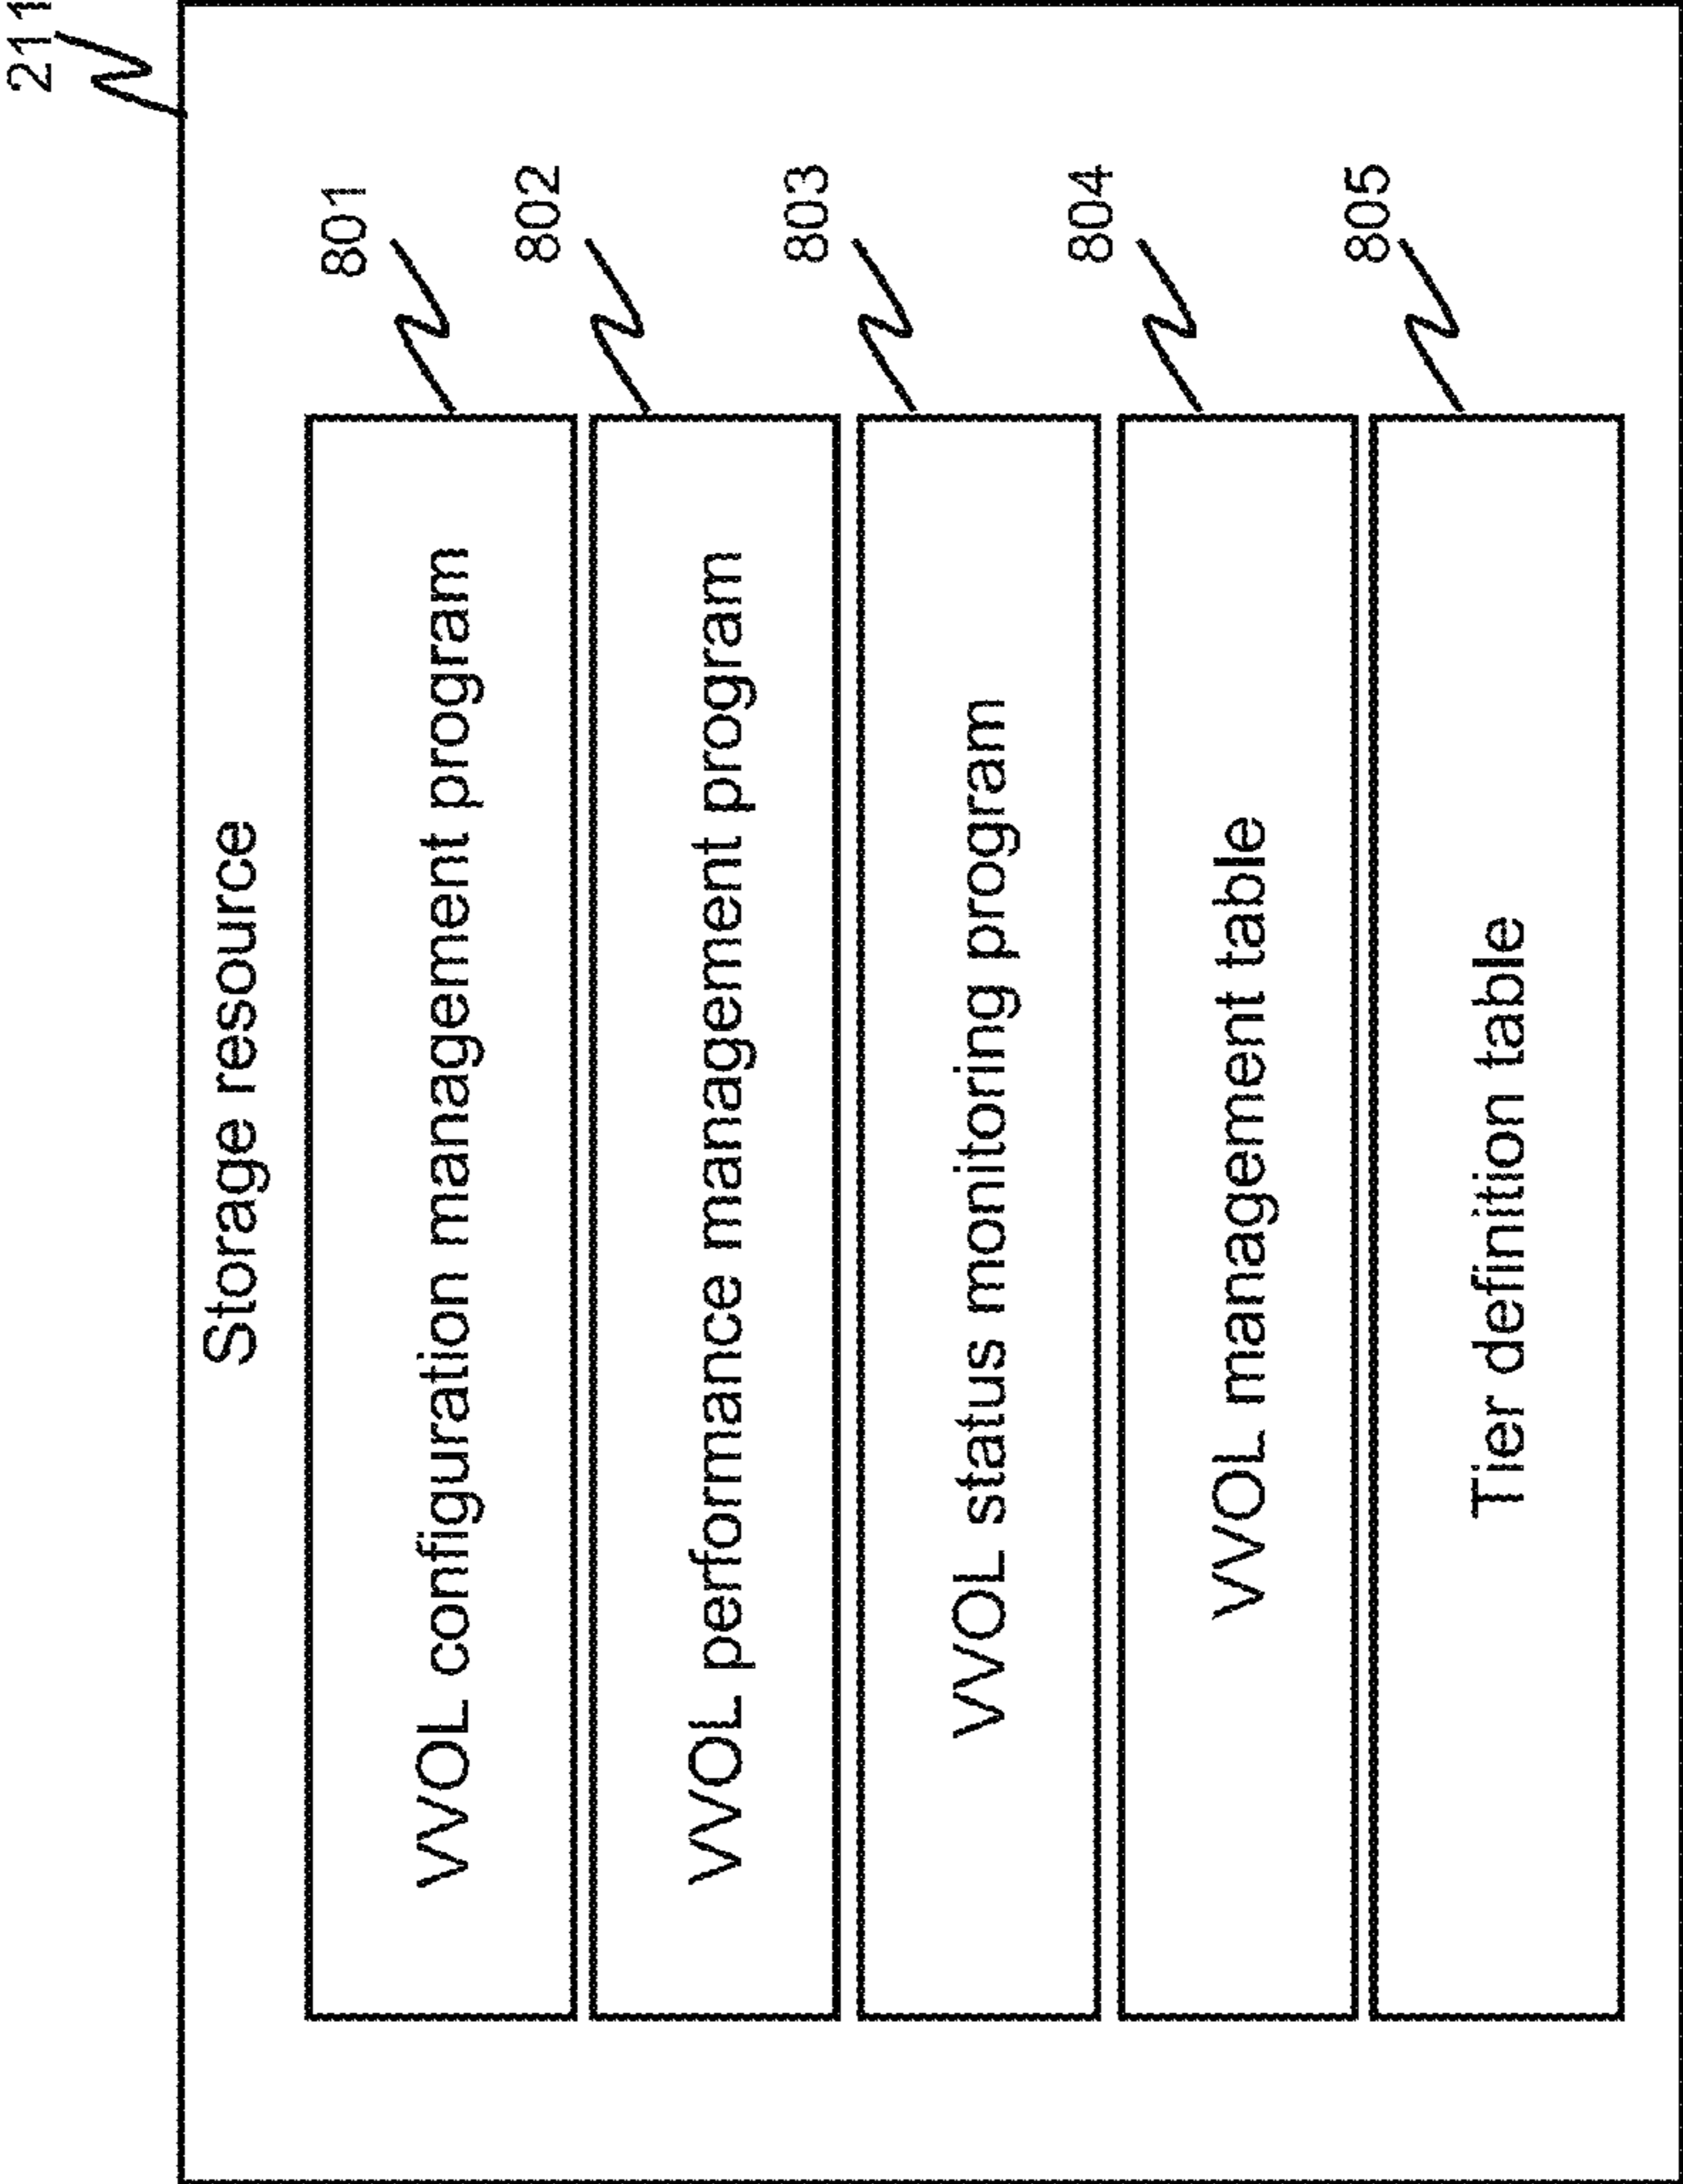 211
Storage resource
801
VVOL configuration management program
802
VVOL performance management program
803
VVOL status monitoring program
804
VVOL management table
805
Tier definition table